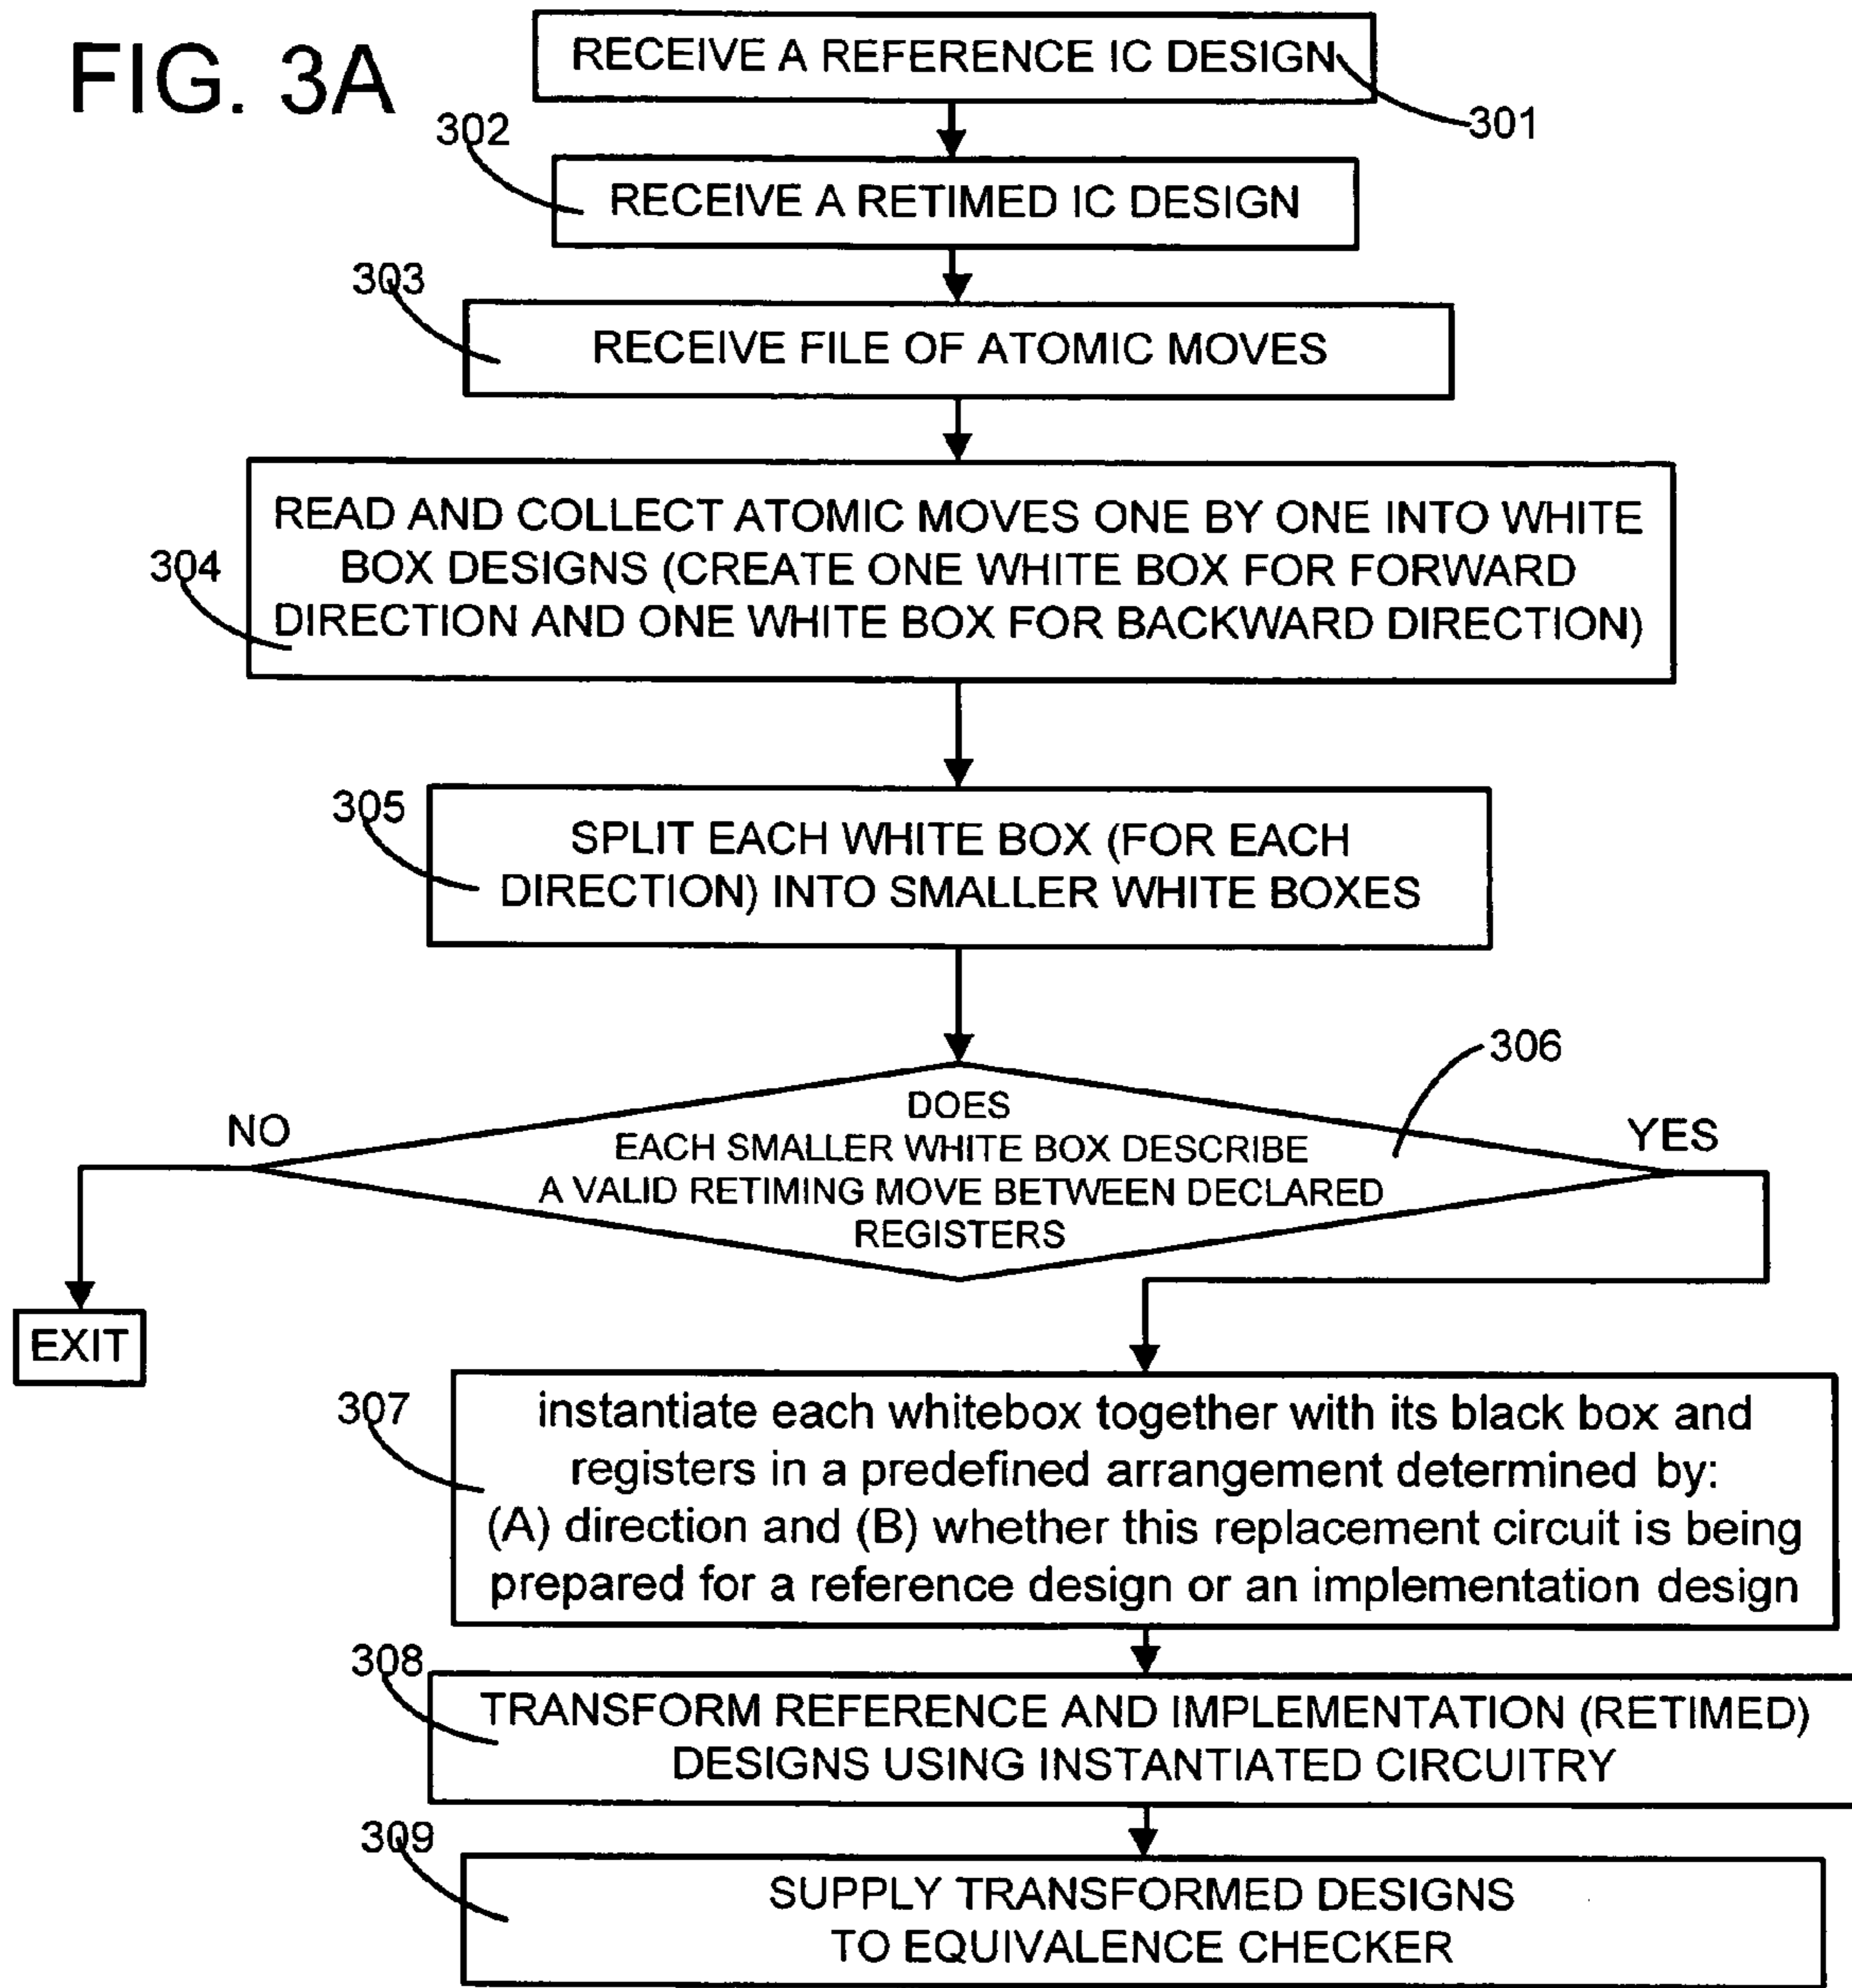 FIG. 3A
RECEIVE A REFERENCE IC DESIGN
301
302
RECEIVE A RETIMED IC DESIGN
303
RECEIVE FILE OF ATOMIC MOVES
304
READ AND COLLECT ATOMIC MOVES ONE BY ONE INTO WHITE
BOX DESIGNS (CREATE ONE WHITE BOX FOR FORWARD
DIRECTION AND ONE WHITE BOX FOR BACKWARD DIRECTION)
305
SPLIT EACH WHITE BOX (FOR EACH
DIRECTION) INTO SMALLER WHITE BOXES
306
NO
YES
DOES
EACH SMALLER WHITE BOX DESCRIBE
A VALID RETIMING MOVE BETWEEN DECLARED
REGISTERS
EXIT
307
instantiate each whitebox together with its black box and
registers in a predefined arrangement determined by:
(A) direction and (B) whether this replacement circuit is being
prepared for a reference design or an implementation design
308
TRANSFORM REFERENCE AND IMPLEMENTATION (RETIMED)
DESIGNS USING INSTANTIATED CIRCUITRY
309
SUPPLY TRANSFORMED DESIGNS
TO EQUIVALENCE CHECKER